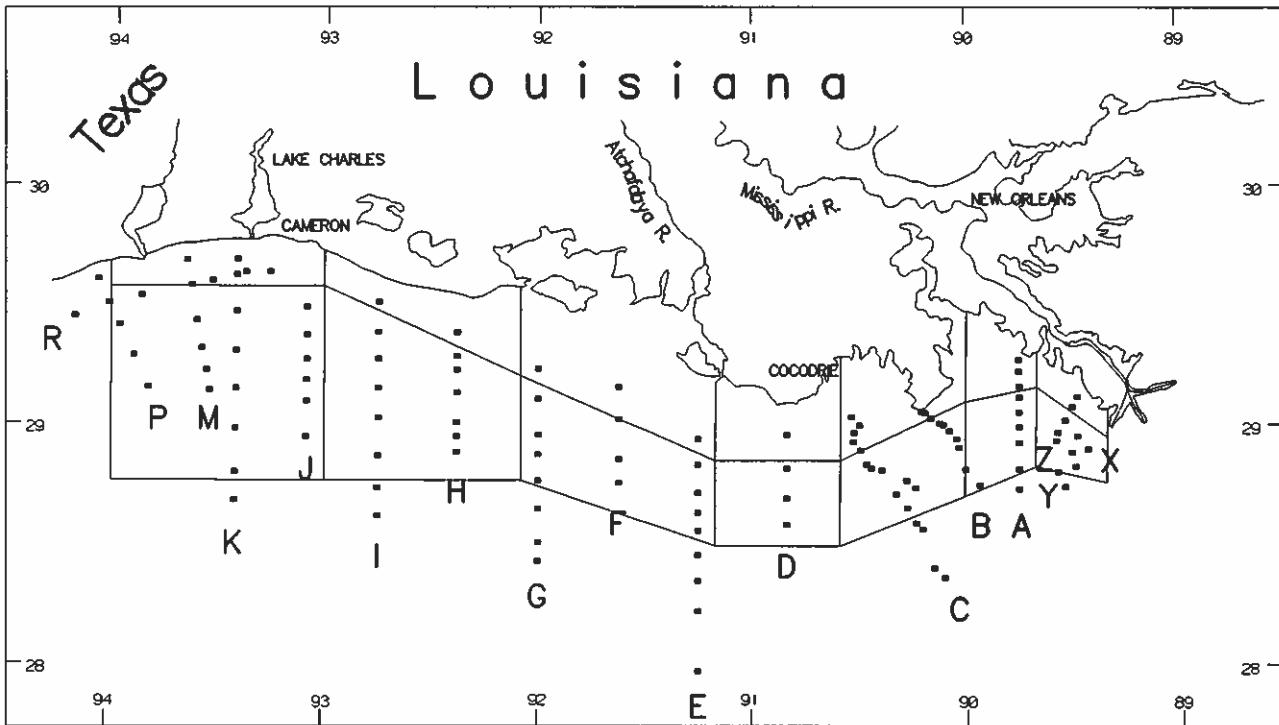 94 93 92 91 90 89
Louisiana
Texas
LAKE CHARLES
Atchafalaya R.
30 30
Mississippi R.
NEW ORLEANS
CAMERON
R
COCODRIE
P M
29 29
J
H
Z X
Y
K
I
F
B A
D
G
C
28 28
E
94 93 92 91 90 89